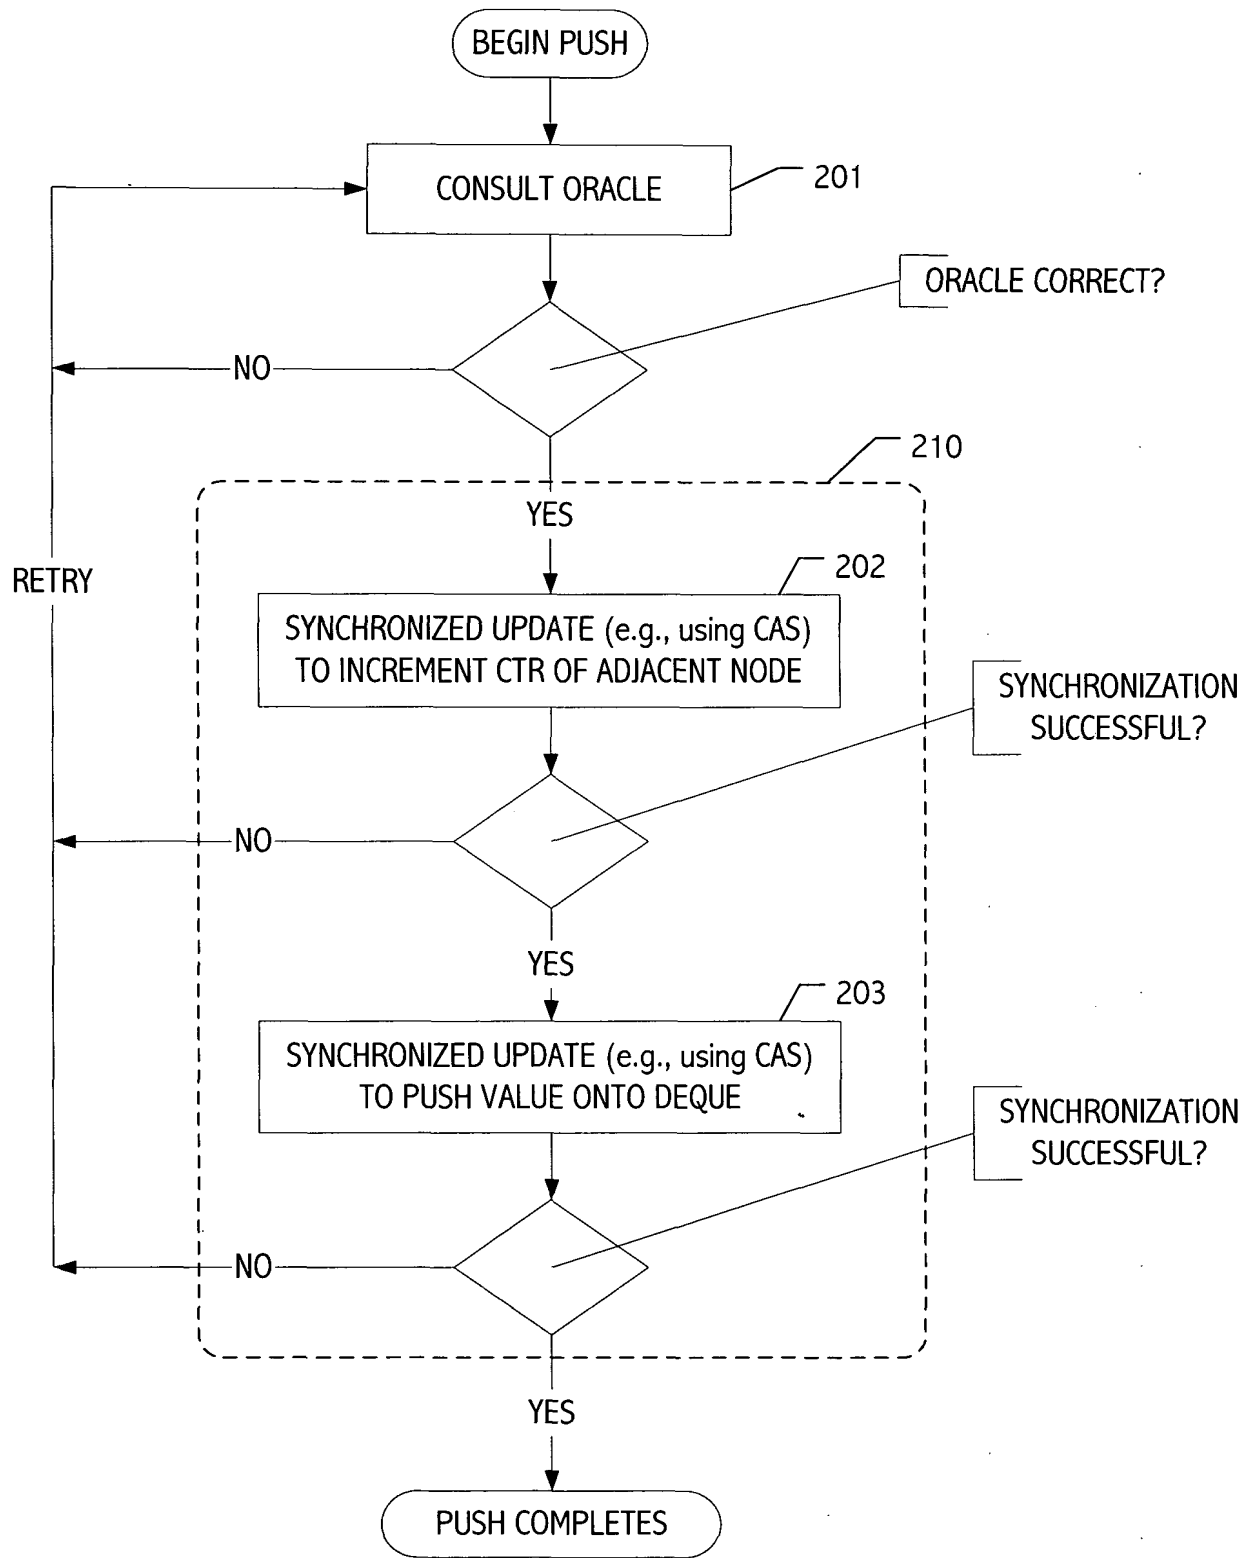 BEGIN PUSH
CONSULT ORACLE
201
ORACLE CORRECT?
NO
210
YES
RETRY
202
SYNCHRONIZED UPDATE (e.g., using CAS)
TO INCREMENT CTR OF ADJACENT NODE
SYNCHRONIZATION
SUCCESSFUL?
NO
YES
203
SYNCHRONIZED UPDATE (e.g., using CAS)
TO PUSH VALUE ONTO DEQUE
SYNCHRONIZATION
SUCCESSFUL?
NO
YES
PUSH COMPLETES